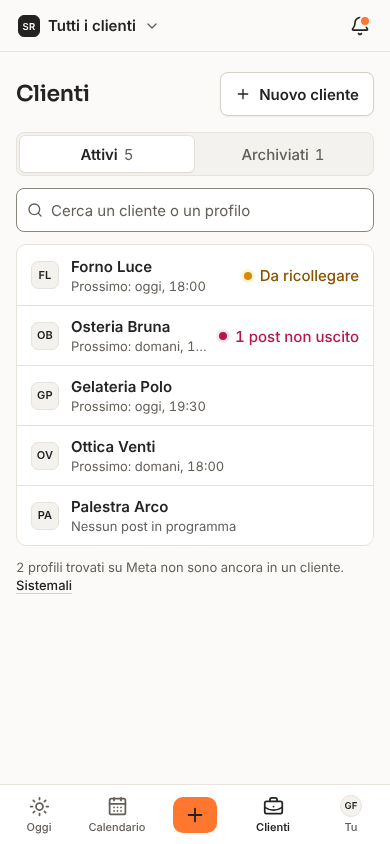 SR Tutti i clienti
Clienti
+ Nuovo cliente
Attivi 5
Archiviati 1
Cerca un cliente o un profilo
FL
Forno Luce
Prossimo: oggi, 18:00
Da ricollegare
OB
Osteria Bruna
Prossimo: domani, 1...
1 post non uscito
GP
Gelateria Polo
Prossimo: oggi, 19:30
OV
Ottica Venti
Prossimo: domani, 18:00
PA
Palestra Arco
Nessun post in programma
2 profili trovati su Meta non sono ancora in un cliente.
Sistemali
Oggi
Calendario
+
Clienti
GF
Tu